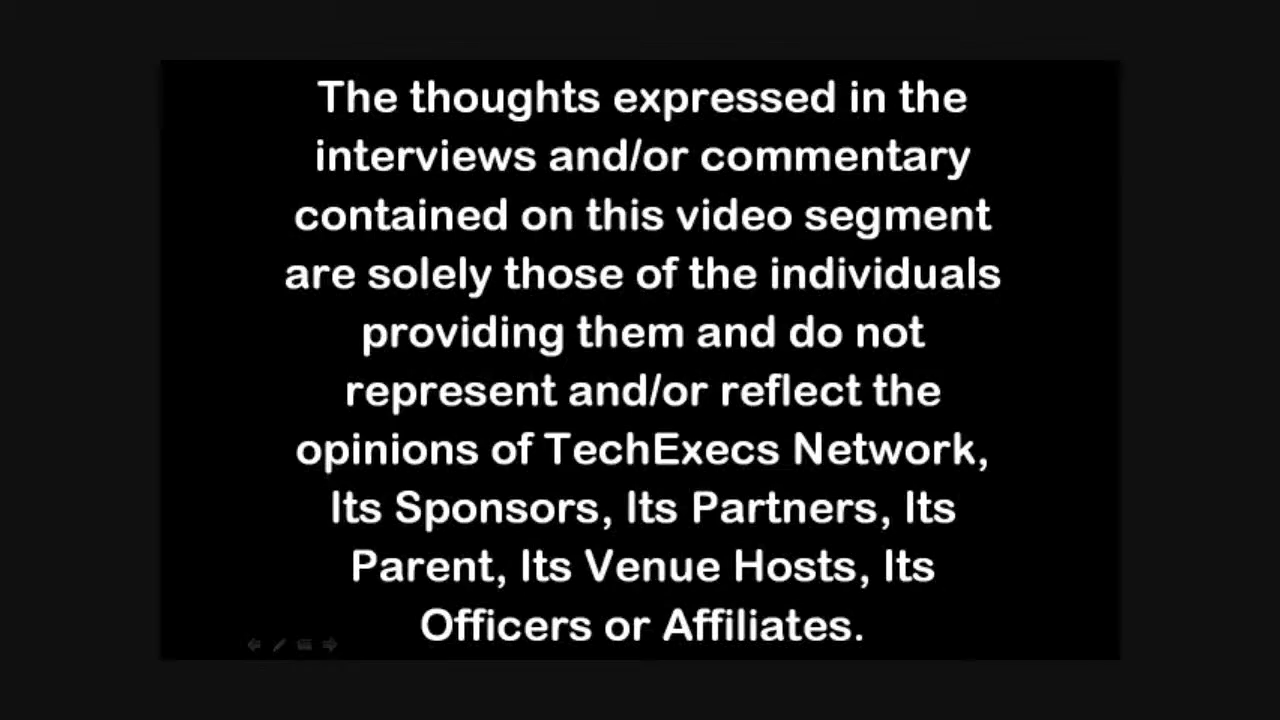 The thoughts expressed in the
interviews and/or commentary
contained on this video segment
are solely those of the individuals
providing them and do not
represent and/or reflect the
opinions of TechExecs Network,
Its Sponsors, Its Partners, Its
Parent, Its Venue Hosts, Its
Officers or Affiliates.